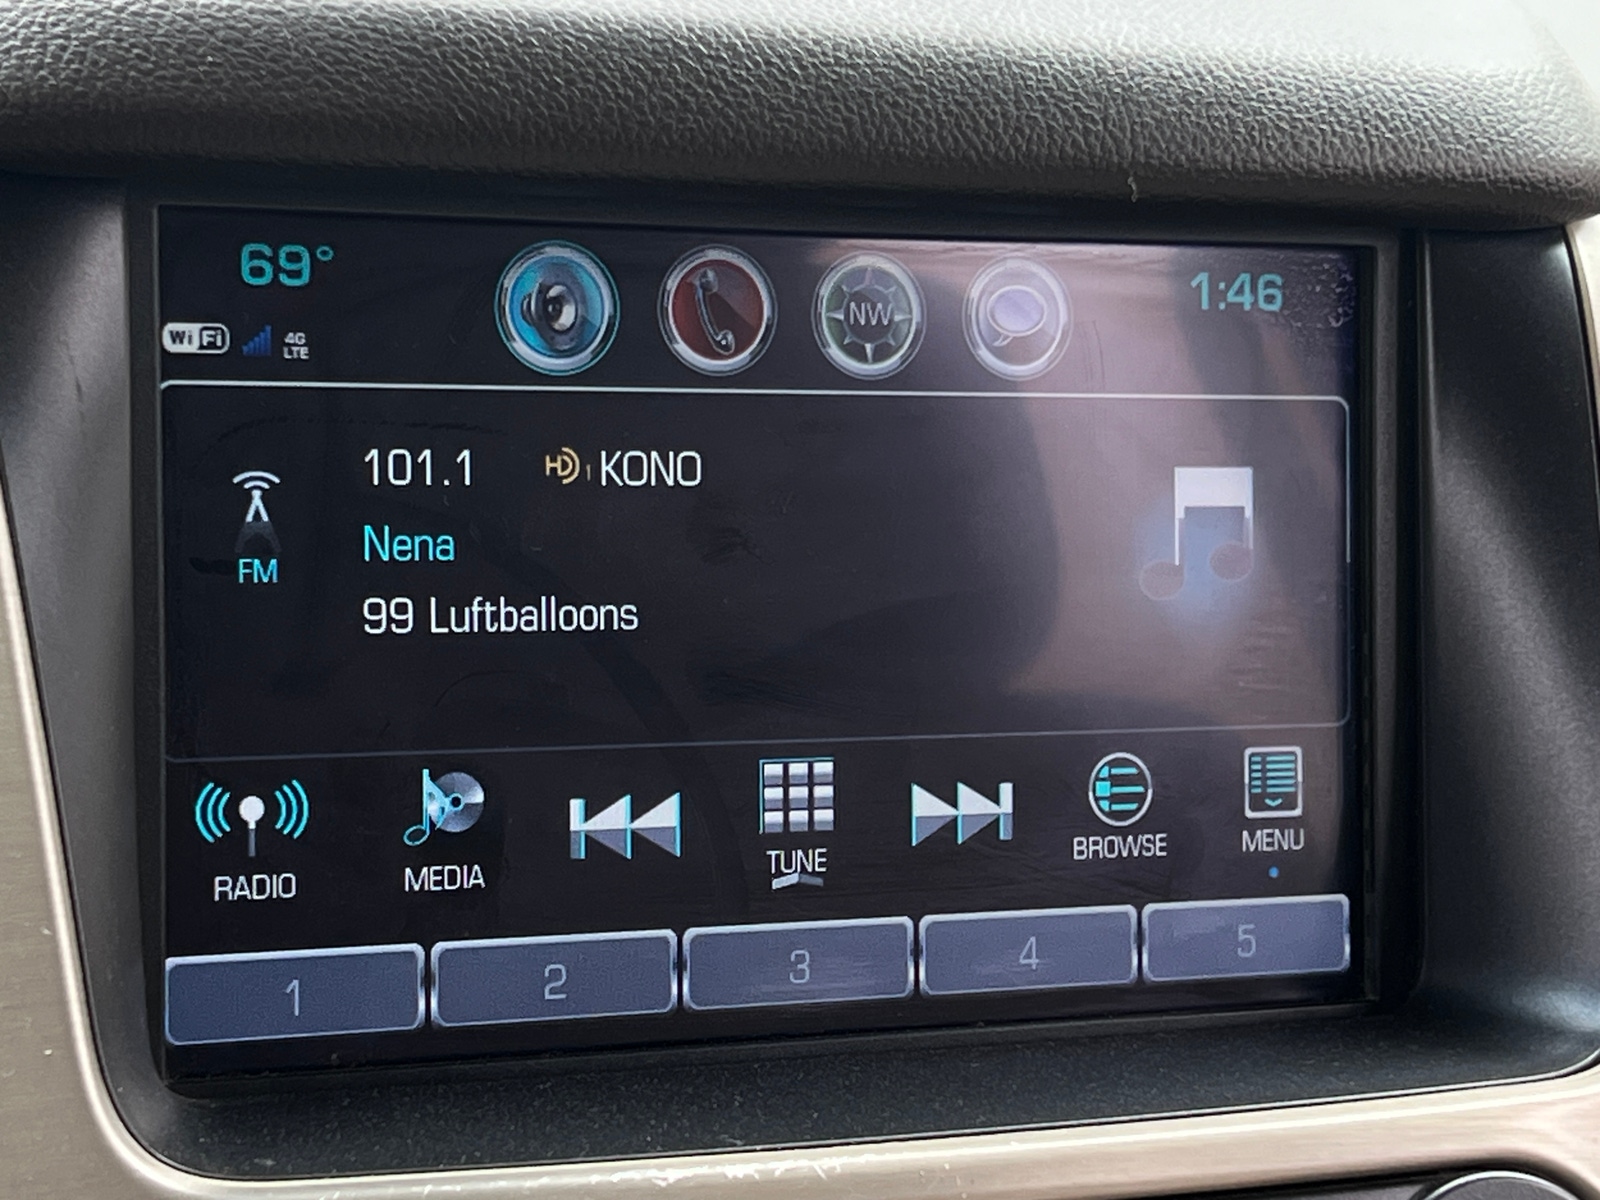 69°
1:46
WiFi
4G
LTE
NW
101.1 HD1 KONO
FM
Nena
99 Luftballoons
RADIO
MEDIA
TUNE
BROWSE
MENU
1
2
3
4
5